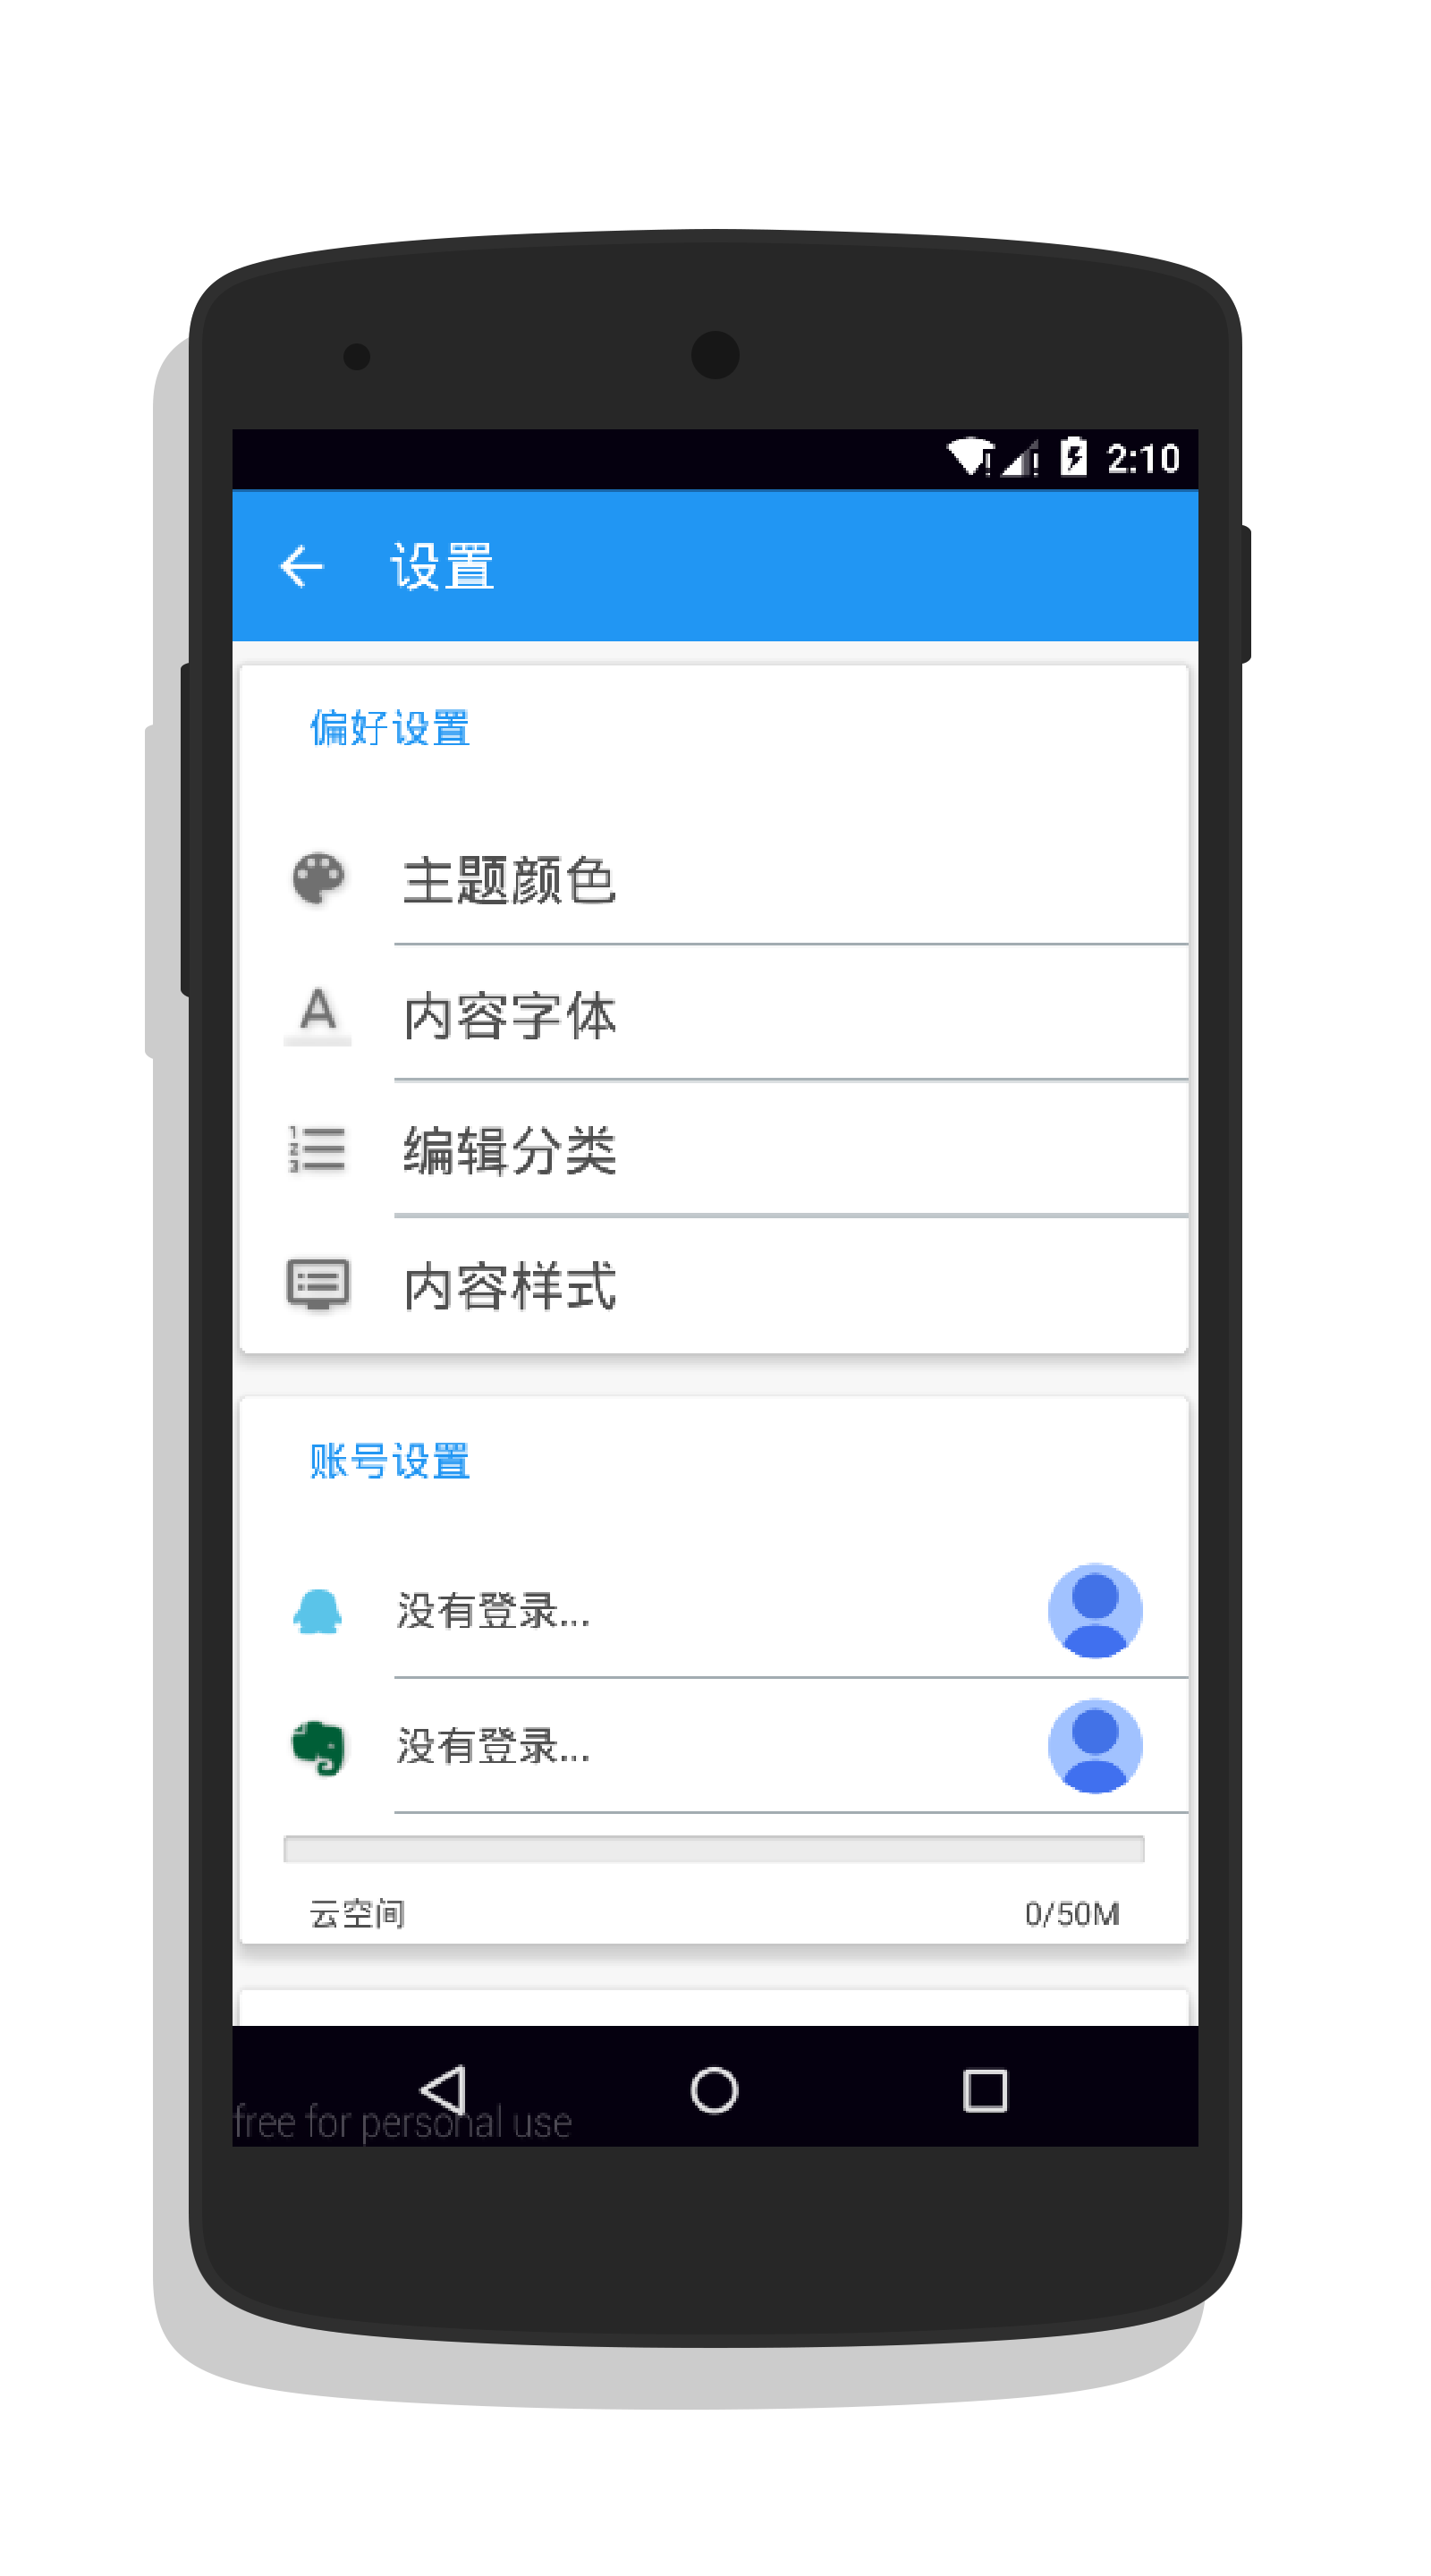 2:10
设置
偏好设置
主题颜色
内容字体
编辑分类
内容样式
账号设置
没有登录...
没有登录...
云空间 0/50M
free for personal use